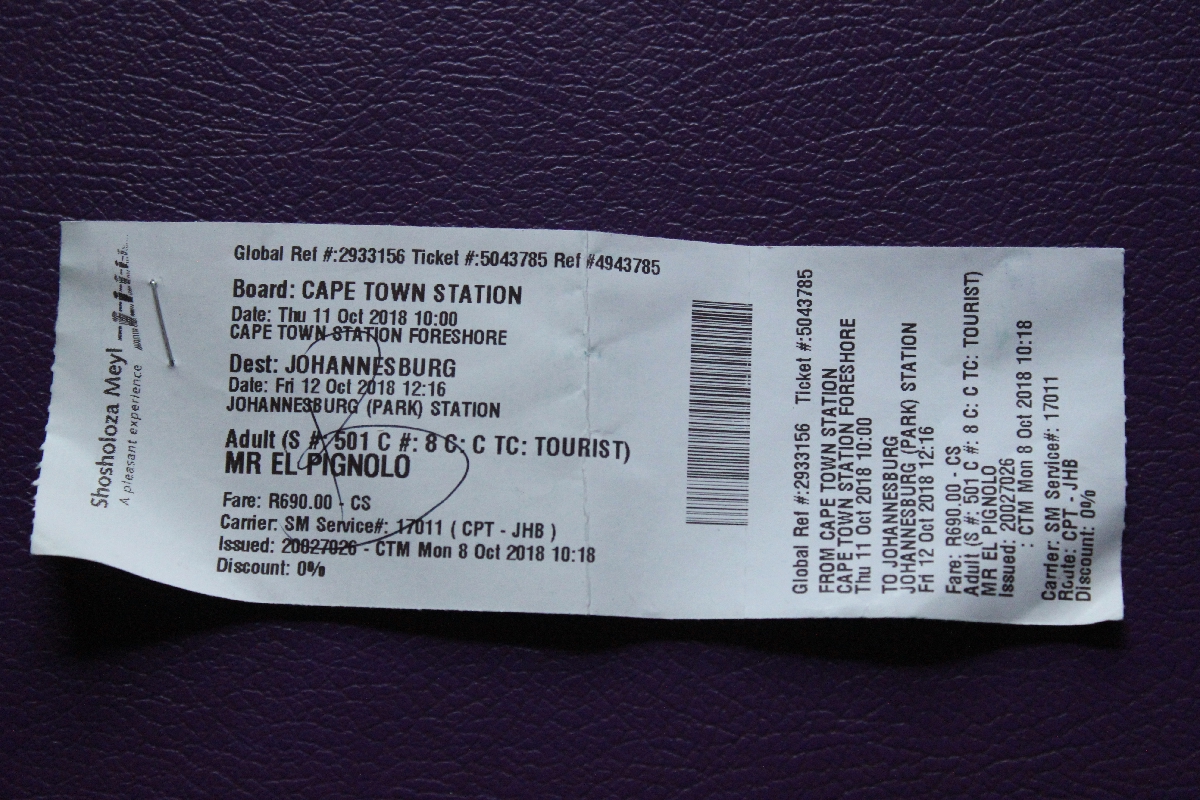 Shosholoza Meyl
A pleasant experience
Global Ref #:2933156 Ticket #:5043785 Ref #4943785
Board: CAPE TOWN STATION
Date: Thu 11 Oct 2018 10:00
CAPE TOWN STATION FORESHORE
Dest: JOHANNESBURG
Date: Fri 12 Oct 2018 12:16
JOHANNESBURG (PARK) STATION
Adult (S #: 501 C #: 8 C: C TC: TOURIST)
MR EL PIGNOLO
Fare: R690.00 - CS
Carrier: SM Service#: 17011 ( CPT - JHB )
Issued: 20027026 - CTM Mon 8 Oct 2018 10:18
Discount: 0%
Global Ref #:2933156 Ticket #:5043785
FROM CAPE TOWN STATION
CAPE TOWN STATION FORESHORE
Thu 11 Oct 2018 10:00
TO JOHANNESBURG
JOHANNESBURG (PARK) STATION
Fri 12 Oct 2018 12:16
Fare: R690.00 - CS
Adult (S #: 501 C #: 8 C: C TC: TOURIST)
MR EL PIGNOLO
Issued: 20027026
: CTM Mon 8 Oct 2018 10:18
Carrier: SM Service#: 17011
Route: CPT - JHB
Discount: 0%